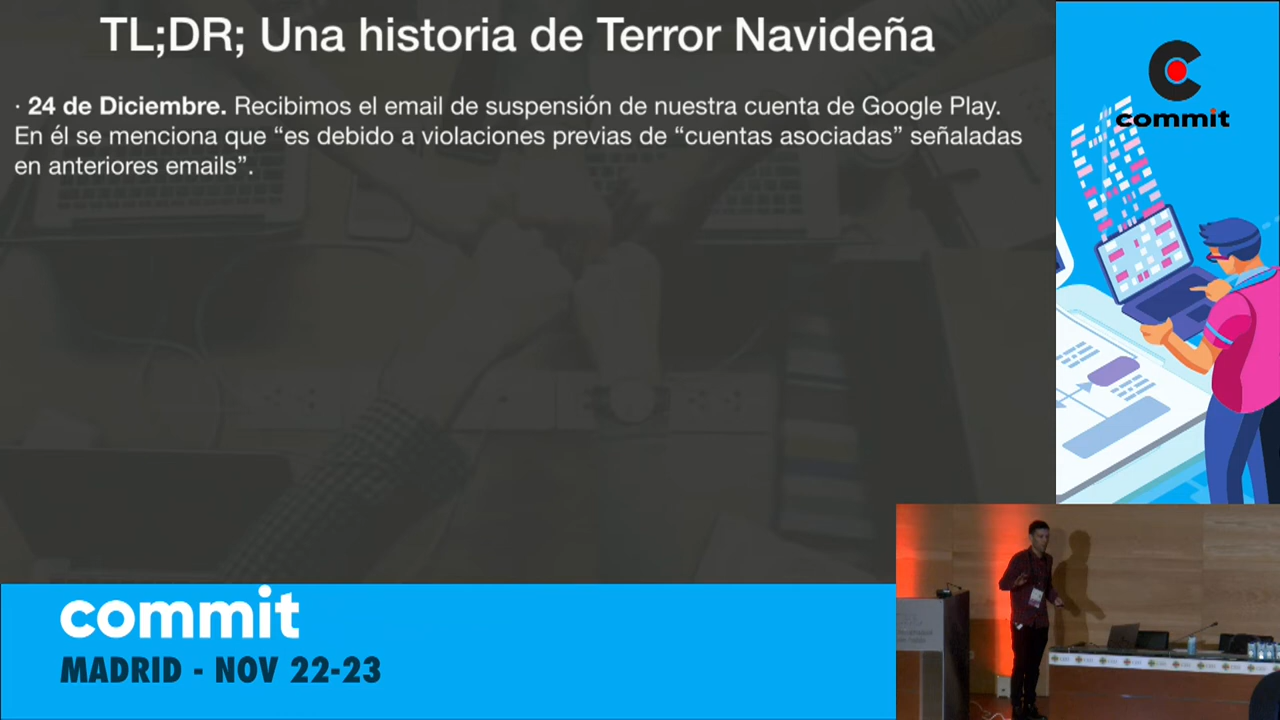 TL;DR; Una historia de Terror Navideña
· 24 de Diciembre. Recibimos el email de suspensión de nuestra cuenta de Google Play.
En él se menciona que “es debido a violaciones previas de “cuentas asociadas” señaladas
en anteriores emails”.
commit
commit
MADRID - NOV 22-23